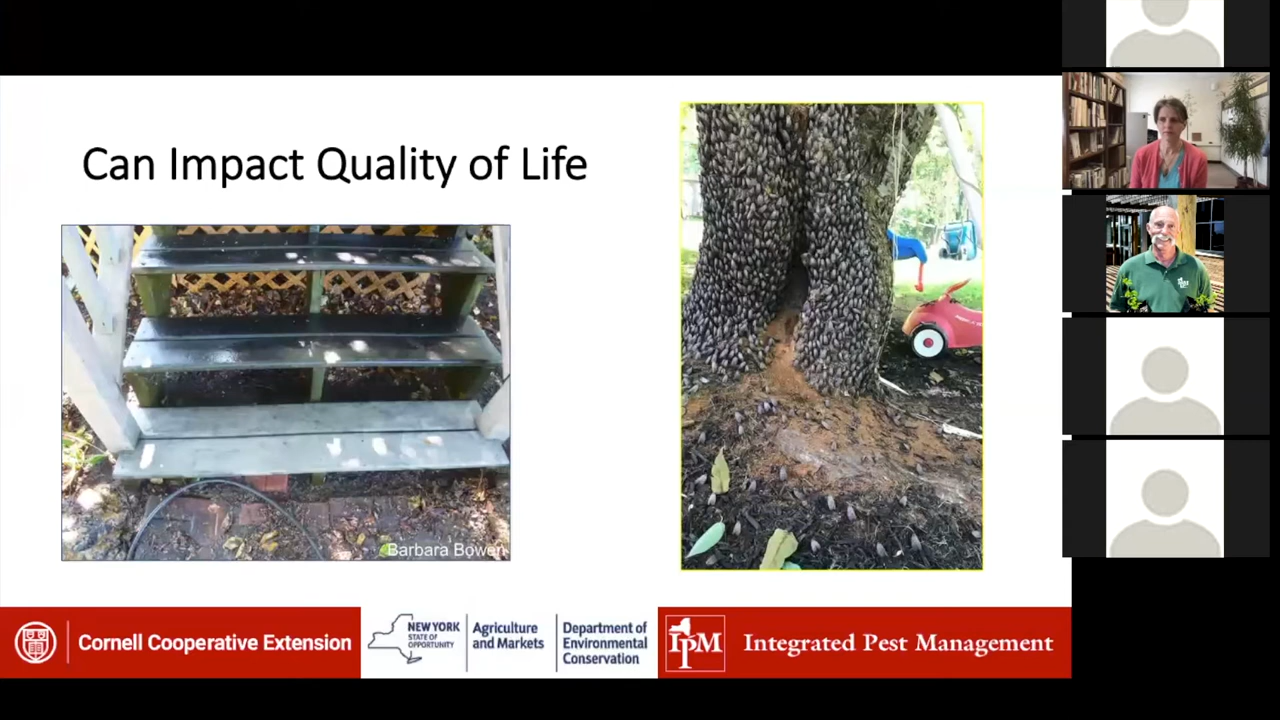 Can Impact Quality of Life
Barbara Bowen
Cornell Cooperative Extension
NEW YORK
STATE OF
OPPORTUNITY
Agriculture
and Markets
Department of
Environmental
Conservation
IPM
Integrated Pest Management